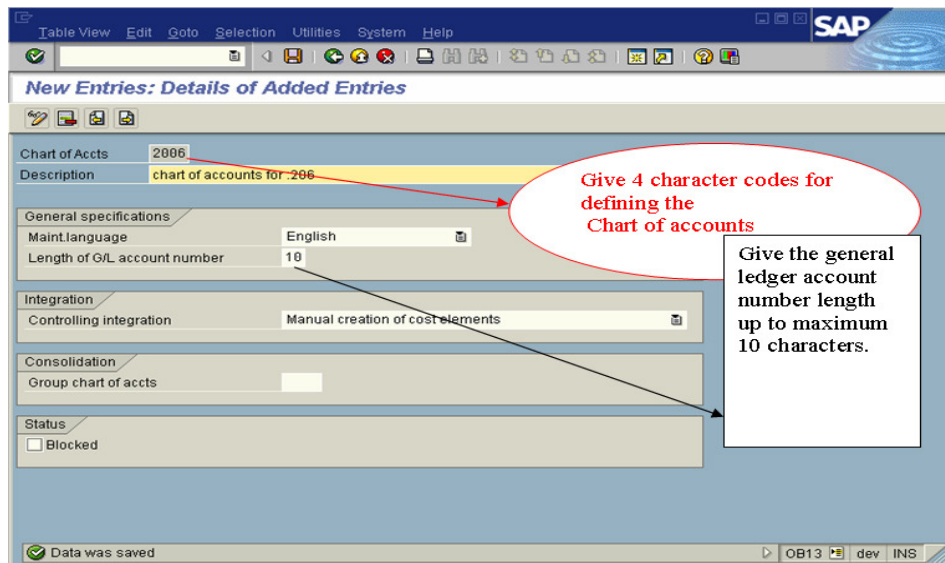 Table View Edit Goto Selection Utilities System Help
SAP
New Entries: Details of Added Entries
Chart of Accts 2006
Description chart of accounts for :206
Give 4 character codes for
defining the
Chart of accounts
General specifications
Maint.language English
Length of G/L account number 10
Give the general
ledger account
number length
up to maximum
10 characters.
Integration
Controlling integration Manual creation of cost elements
Consolidation
Group chart of accts
Status
Blocked
Data was saved OB13 dev INS